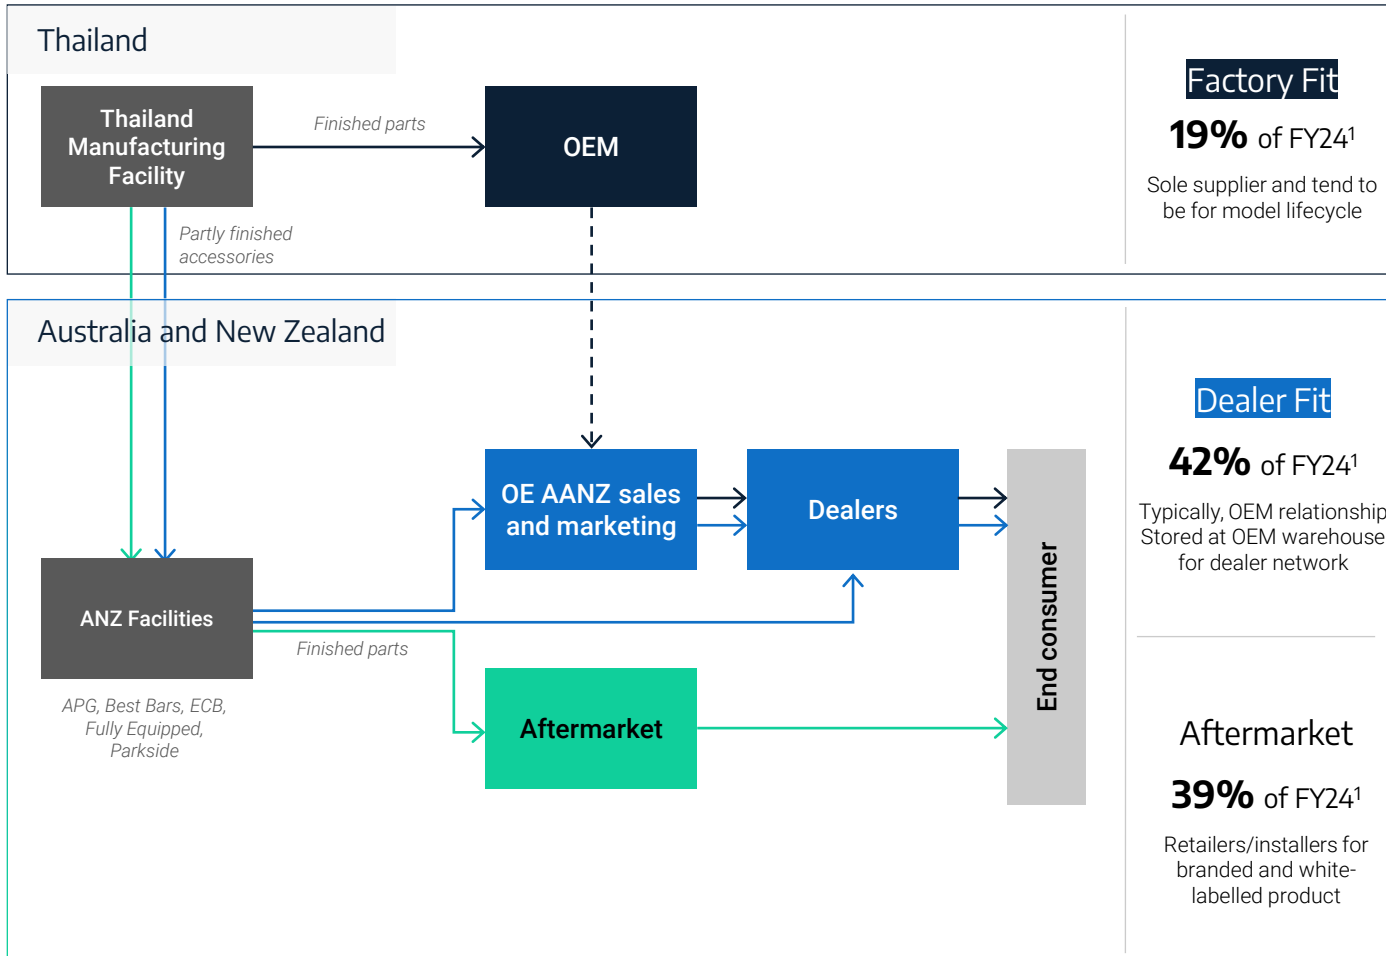 Thailand
Thailand
Manufacturing
Facility
Finished parts
OEM
Partly finished
accessories
Factory Fit
19% of FY24¹
Sole supplier and tend to
be for model lifecycle
Australia and New Zealand
OE AANZ sales
and marketing
Dealers
End consumer
ANZ Facilities
Finished parts
APG, Best Bars, ECB,
Fully Equipped,
Parkside
Aftermarket
Dealer Fit
42% of FY24¹
Typically, OEM relationship
Stored at OEM warehouse
for dealer network
Aftermarket
39% of FY24¹
Retailers/installers for
branded and white-
labelled product